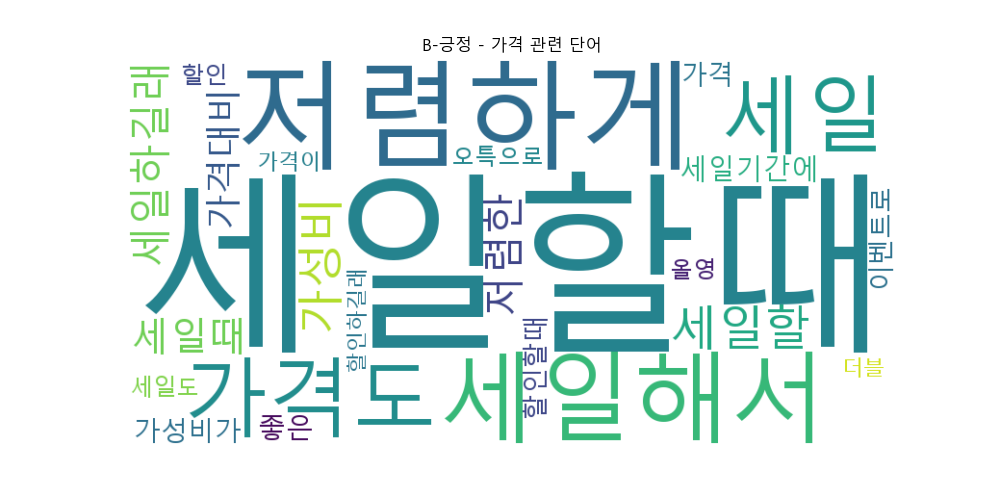 B-긍정 - 가격 관련 단어
세일하길래
할인
저렴하게
가격
세일
가격대비
가격이
오특으로
세일기간에
세일할때
가성비
저렴한
올영
이벤트로
할인하길래
세일때
할인할때
세일할
더블
세일도
가격도
세일해서
가성비가
좋은